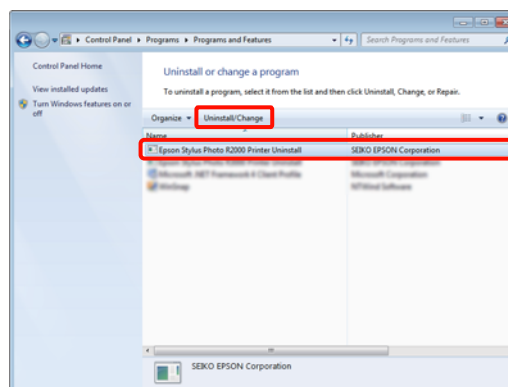 Control Panel ▸ Programs ▸ Programs and Features
Search Programs and Features
Control Panel Home
View installed updates
Turn Windows features on or
off
Uninstall or change a program
To uninstall a program, select it from the list and then click Uninstall, Change, or Repair.
Organize
Uninstall/Change
Name
Publisher
Epson Stylus Photo R2000 Printer Uninstall
SEIKO EPSON Corporation
SEIKO EPSON Corporation